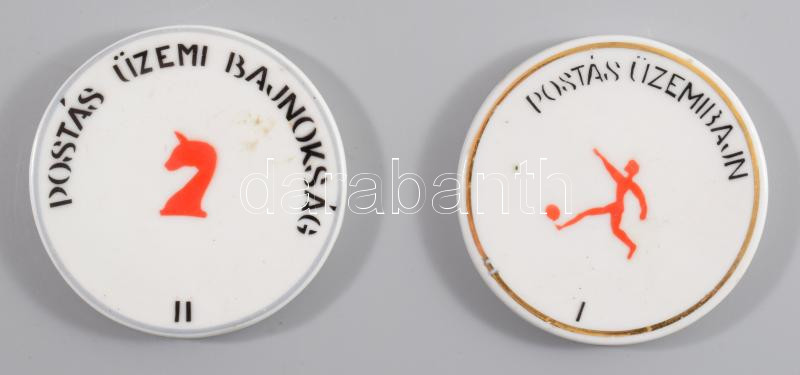 POSTÁS ÜZEMI BAJNOKSÁG
II
POSTÁS ÜZEMIBAJN
I
darabanth